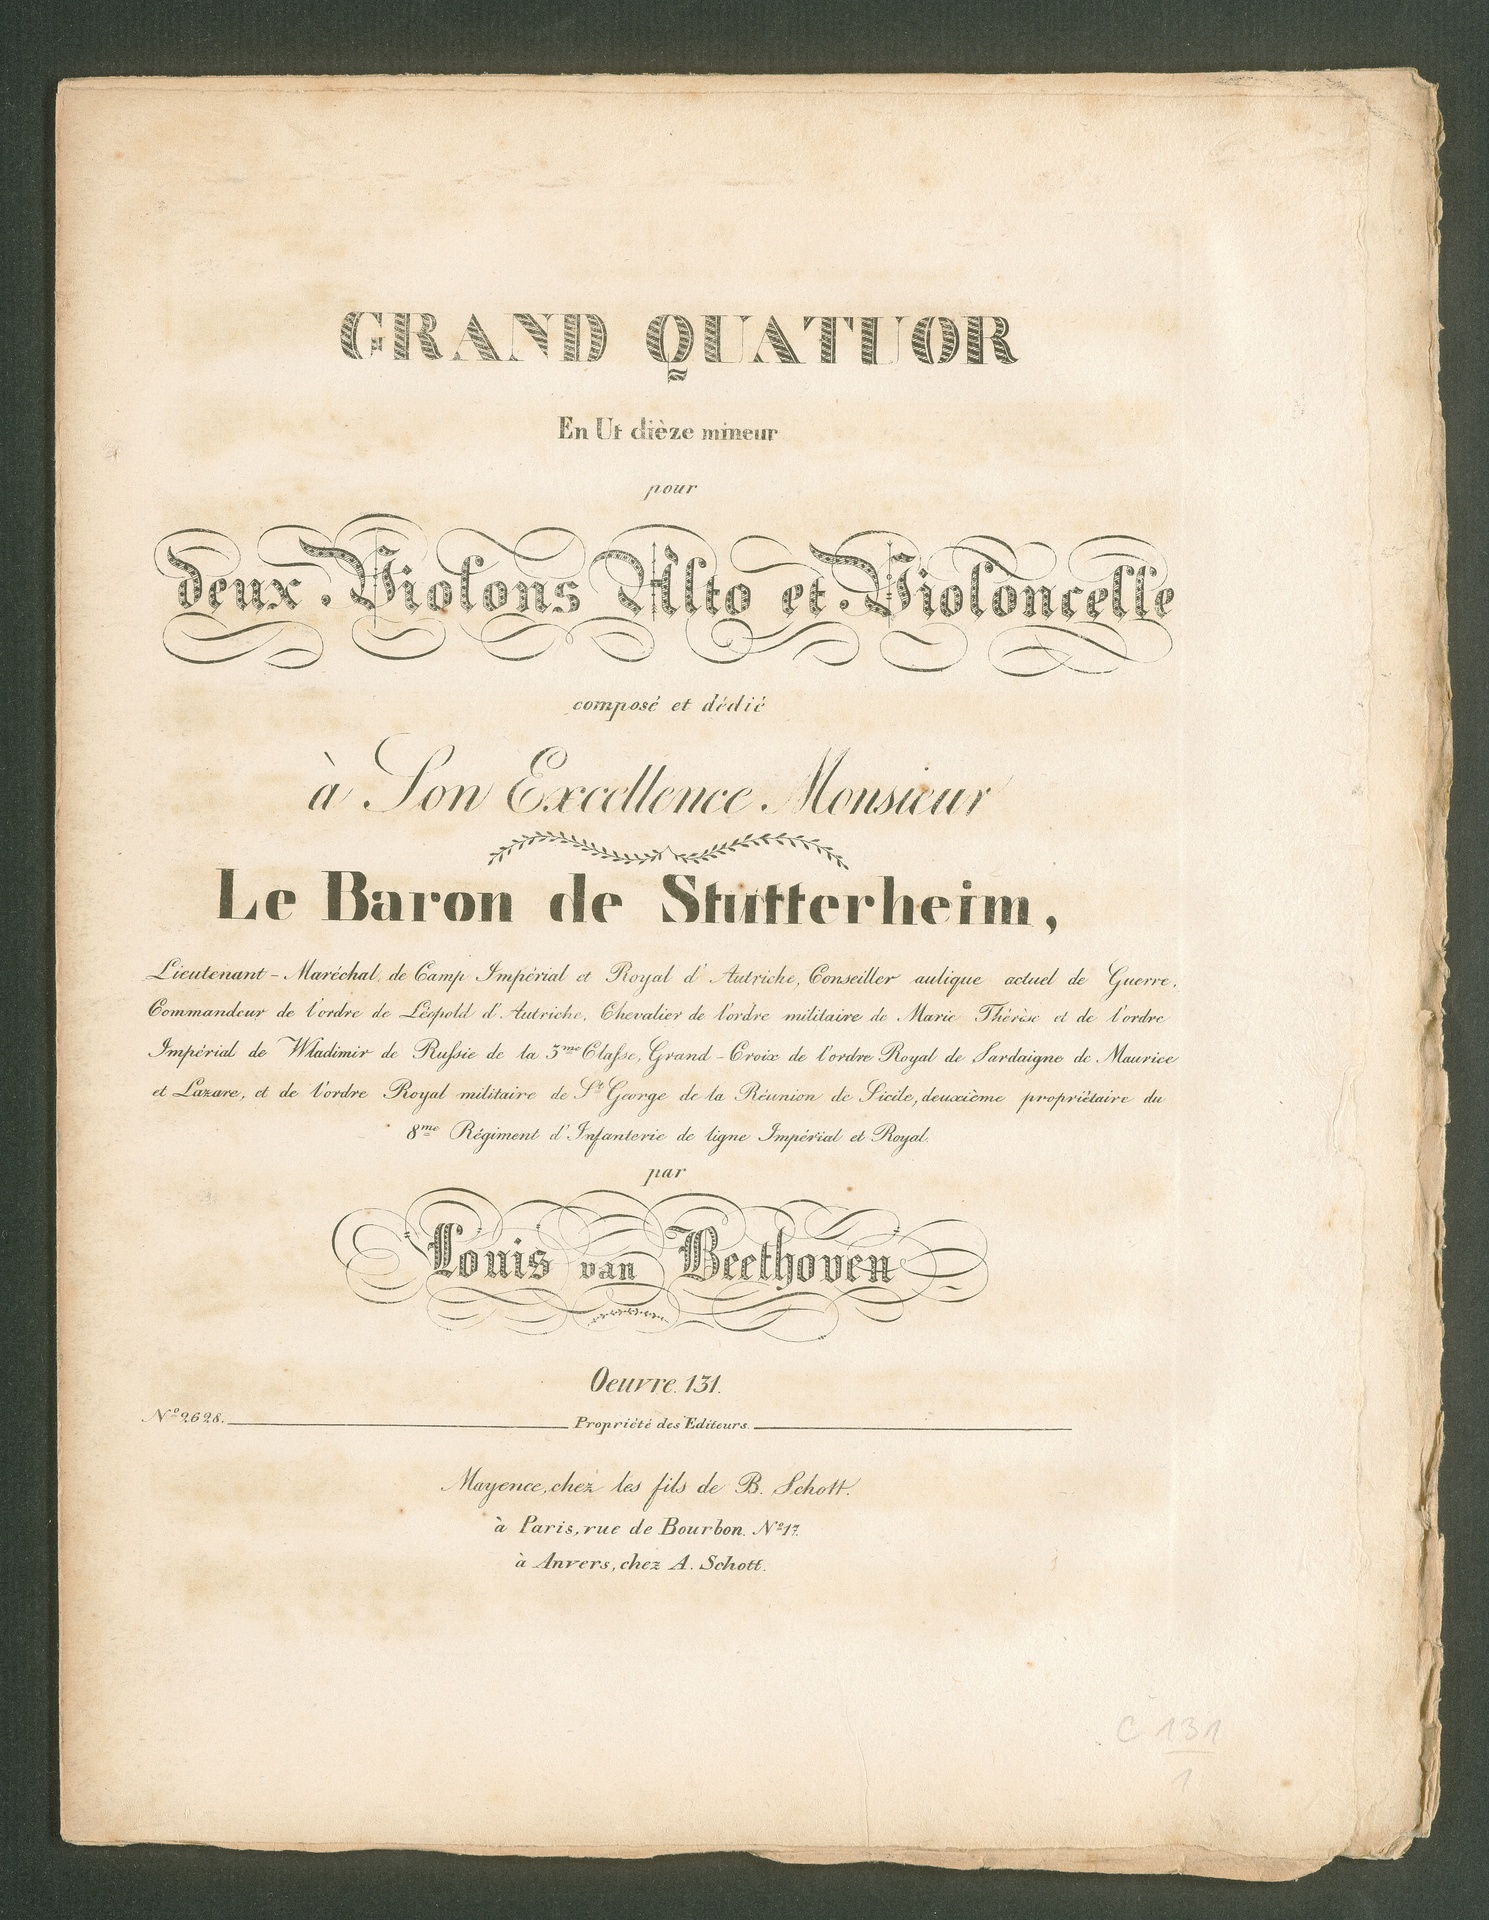 GRAND QUATUOR
En Ut dièze mineur
pour
deux Violons Alto et Violoncelle
composé et dédié
à Son Excellence Monsieur
Le Baron de Stutterheim,
Lieutenant-Maréchal, de Camp Impérial et Royal d'Autriche, Conseiller aulique actuel de Guerre,
Commandeur de l'ordre de Léopold d'Autriche, Chevalier de l'ordre militaire de Marie Thérèse et de l'ordre
Impérial de Wladimir de Rußie de la 3me Claße, Grand-Croix de l'ordre Royal de Sardaigne de Maurice
et Lazare, et de l'ordre Royal militaire de St George de la Réunion de Sicile, deuxième propriétaire du
8me Régiment d'Infanterie de ligne Impérial et Royal.
par
Louis van Beethoven
Oeuvre. 131.
No 2628. Propriété des Editeurs.
Mayence, chez les fils de B. Schott.
à Paris, rue de Bourbon. No 17.
à Anvers, chez A. Schott.
C 131
1